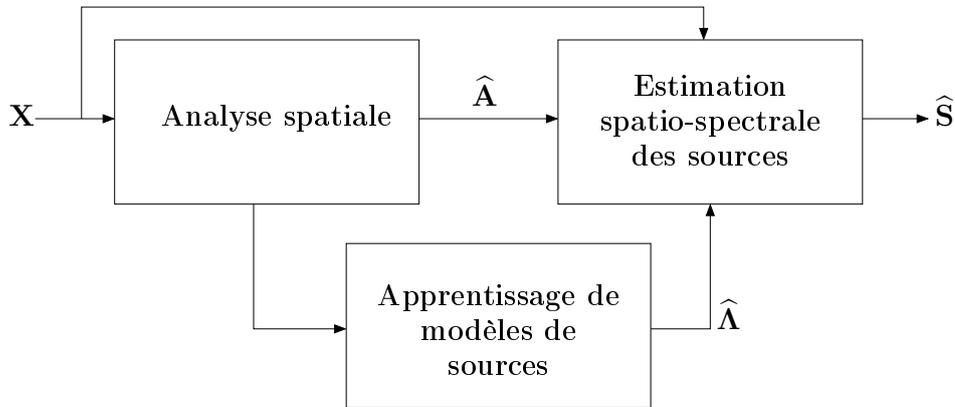 X
Analyse spatiale
Â
Estimation
spatio-spectrale
des sources
Ŝ
Apprentissage de
modèles de
sources
Λ̂